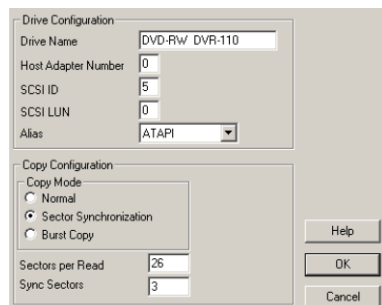 Drive Configuration
Drive Name DVD-RW DVR-110
Host Adapter Number 0
SCSI ID 5
SCSI LUN 0
Alias ATAPI
Copy Configuration
Copy Mode
Normal
Sector Synchronization
Burst Copy
Sectors per Read 26
Sync Sectors 3
Help
OK
Cancel